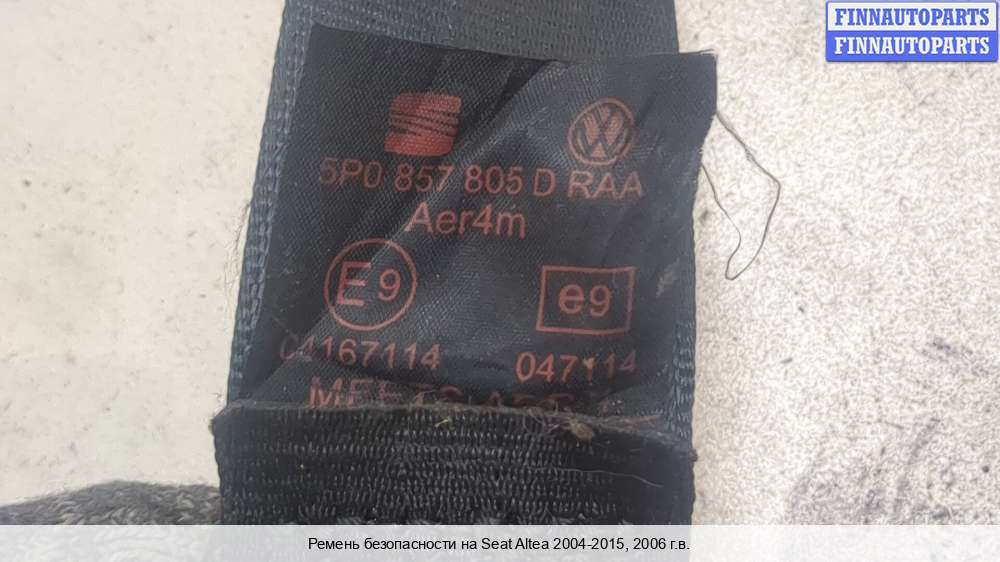 FINNAUTOPARTS
FINNAUTOPARTS
5P0 857 805 D RAA
Aer4m
E9
e9
04167114
047114
MEETS
Ремень безопасности на Seat Altea 2004-2015, 2006 г.в.